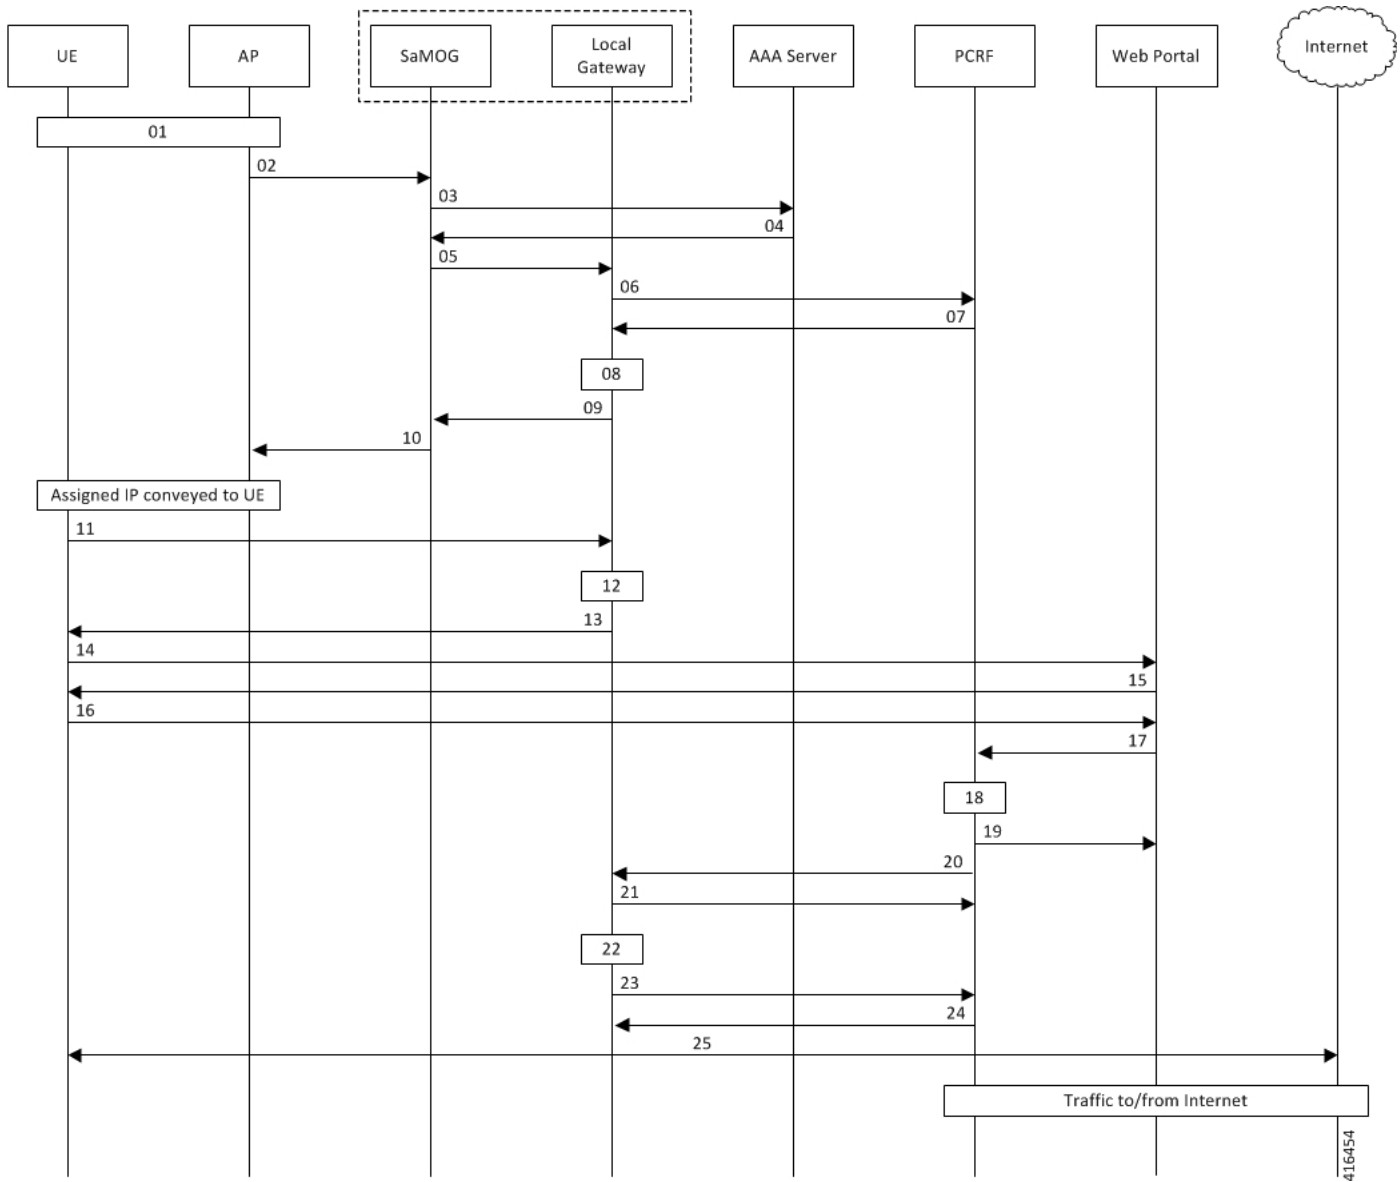 UE
AP
SaMOG
Local
Gateway
AAA Server
PCRF
Web Portal
Internet
01
02
03
04
05
06
07
08
09
10
Assigned IP conveyed to UE
11
12
13
14
15
16
17
18
19
20
21
22
23
24
25
Traffic to/from Internet
416454